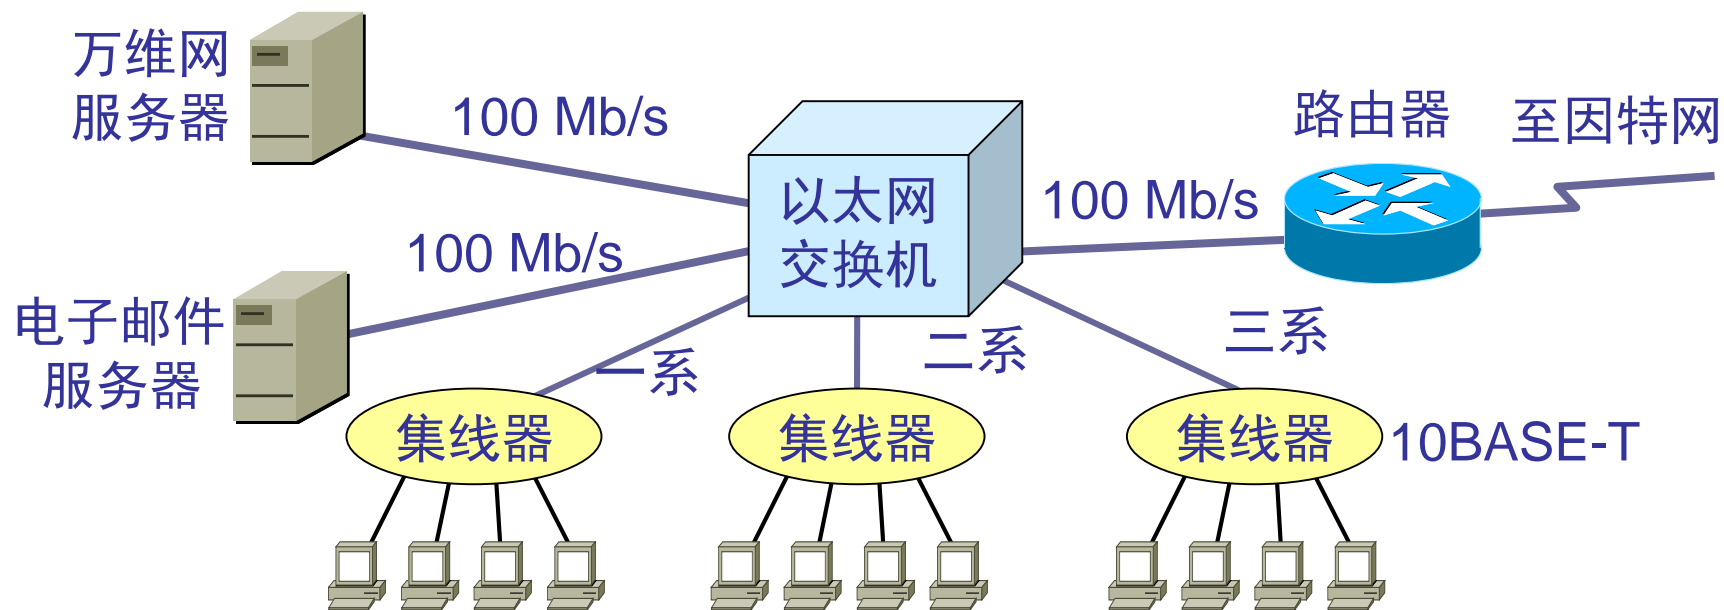 万维网
服务器
100 Mb/s
以太网
交换机
路由器
至因特网
100 Mb/s
100 Mb/s
电子邮件
服务器
一系
二系
三系
集线器
集线器
集线器
10BASE-T